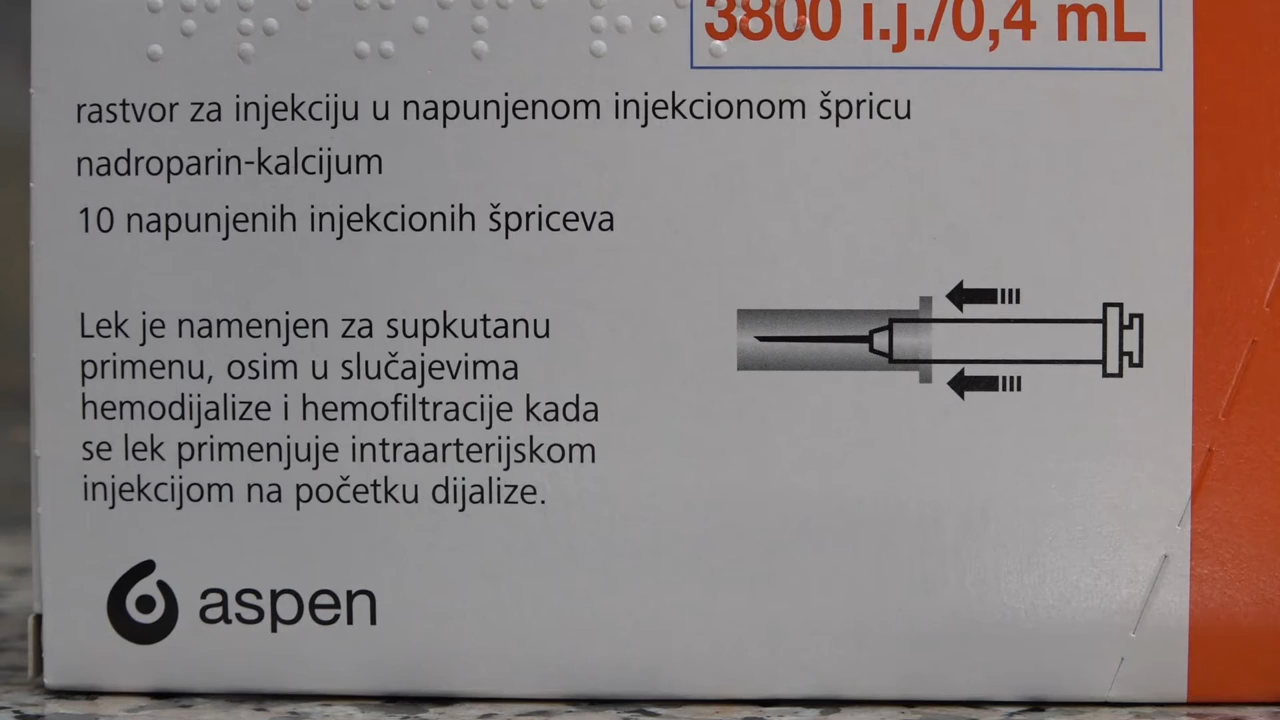 3800 i.j./0,4 mL
rastvor za injekciju u napunjenom injekcionom špricu
nadroparin-kalcijum
10 napunjenih injekcionih špriceva
Lek je namenjen za supkutanu
primenu, osim u slučajevima
hemodijalize i hemofiltracije kada
se lek primenjuje intraarterijskom
injekcijom na početku dijalize.
aspen